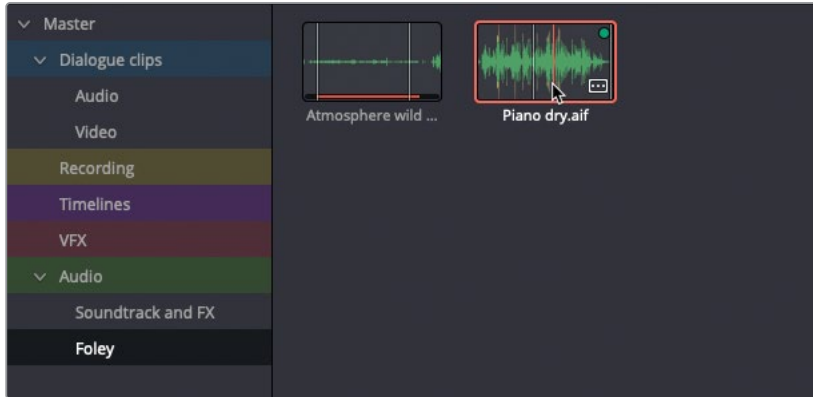 Master
Dialogue clips
Audio
Video
Recording
Timelines
VFX
Audio
Soundtrack and FX
Foley
Atmosphere wild ...
Piano dry.aif